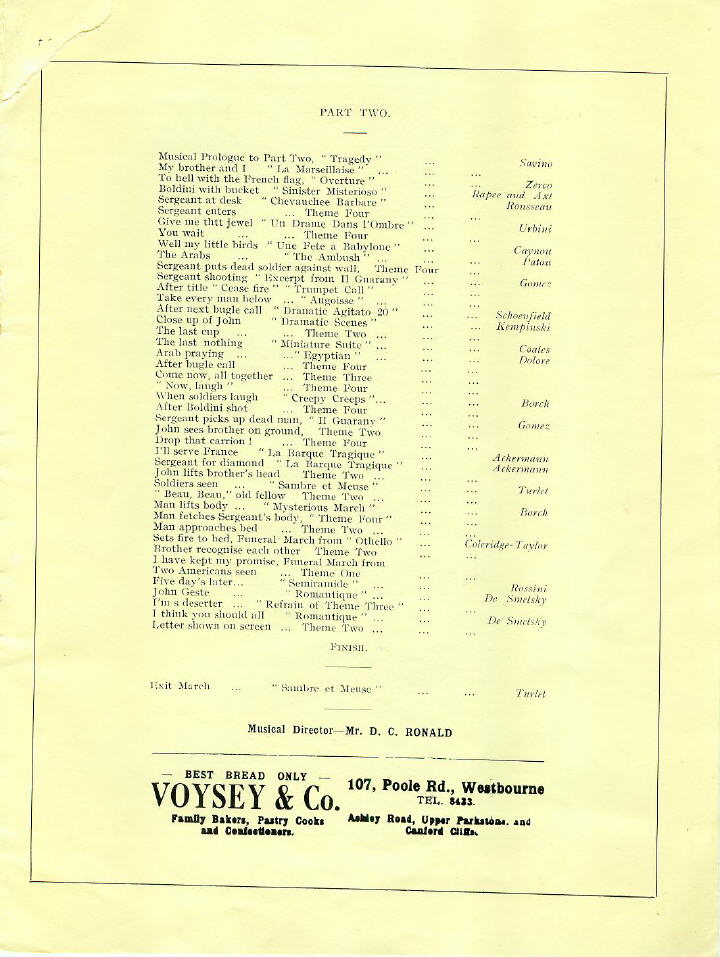 PART TWO.
Musical Prologue to Part Two, " Tragedy " ... Savino
My brother and I " La Marseillaise " ... ...
To hell with the French flag, " Overture " ... ... Zerco
Boldini with bucket " Sinister Misterioso " ... Rapee and Axt
Sergeant at desk " Chevauchee Barbare " ... ... Rousseau
Sergeant enters ... Theme Four ... ...
Give me thtt jewel " Un Drame Dans l'Ombre " ... Urbini
You wait ... ... Theme Four ... ...
Well my little birds " Une Fete a Babylone " ... Caynou
The Arabs ... " The Ambush " ... ... ... Patou
Sergeant puts dead soldier against wall, Theme Four ...
Sergeant shooting " Excerpt from Il Guarany " ... Gomez
After title " Cease fire " " Trumpet Call " ... ...
Take every man below ... " Angoisse " ... ... ...
After next bugle call " Dramatic Agitato 20 " ... ... Schoenfield
Close up of John " Dramatic Scenes " ... ... Kempinski
The last cup ... ... Theme Two ... ... ...
The last nothing " Miniature Suite " ... ... Coates
Arab praying ... ..." Egyptian " ... ... ... Dolore
After bugle call ... Theme Four ... ...
Come now, all together ... Theme Three ... ...
" Now, laugh " ... Theme Four ... ...
When soldiers laugh " Creepy Creeps "... ... Borch
After Boldini shot ... Theme Four ... ...
Sergeant picks up dead man, " Il Guarany " ... Gomez
John sees brother on ground, Theme Two ... ...
Drop that carrion ! ... Theme Four ... ...
I'll serve France " La Barque Tragique " ... Ackermann
Sergeant for diamond " La Barque Tragique " ... Ackermann
John lifts brother's head Theme Two ... ... ...
Soldiers seen ... " Sambre et Meuse " ... Turlet
" Beau, Beau," old fellow Theme Two ... ... ...
Man lifts body ... " Mysterious March " ... Borch
Man fetches Sergeant's body, " Theme Four " ... ...
Man approaches bed ... Theme Two ... ... ...
Sets fire to bed, Funeral March from " Othello " ... Coleridge-Taylor
Brother recognise each other Theme Two ... ...
I have kept my promise, Funeral March from
Two Americans seen ... Theme One ... ...
Five day's later... " Semiramide " ... ... Rossini
John Geste ... " Romantique " ... ... De Smetsky
I'm s deserter ... " Refrain of Theme Three " ... ...
I think you should all " Romantique " ... ... De Smetsky
Letter shown on screen ... Theme Two ... ... ...
FINISH.
Exit March ... " Sambre et Meuse " ... ... Turlet
Musical Director—Mr. D. C. RONALD
— BEST BREAD ONLY —
VOYSEY & Co.
Family Bakers, Pastry Cooks
and Confectioners.
107, Poole Rd., Westbourne
TEL. 8433.
Ashley Road, Upper Parkstone. and
Canford Cliffs.